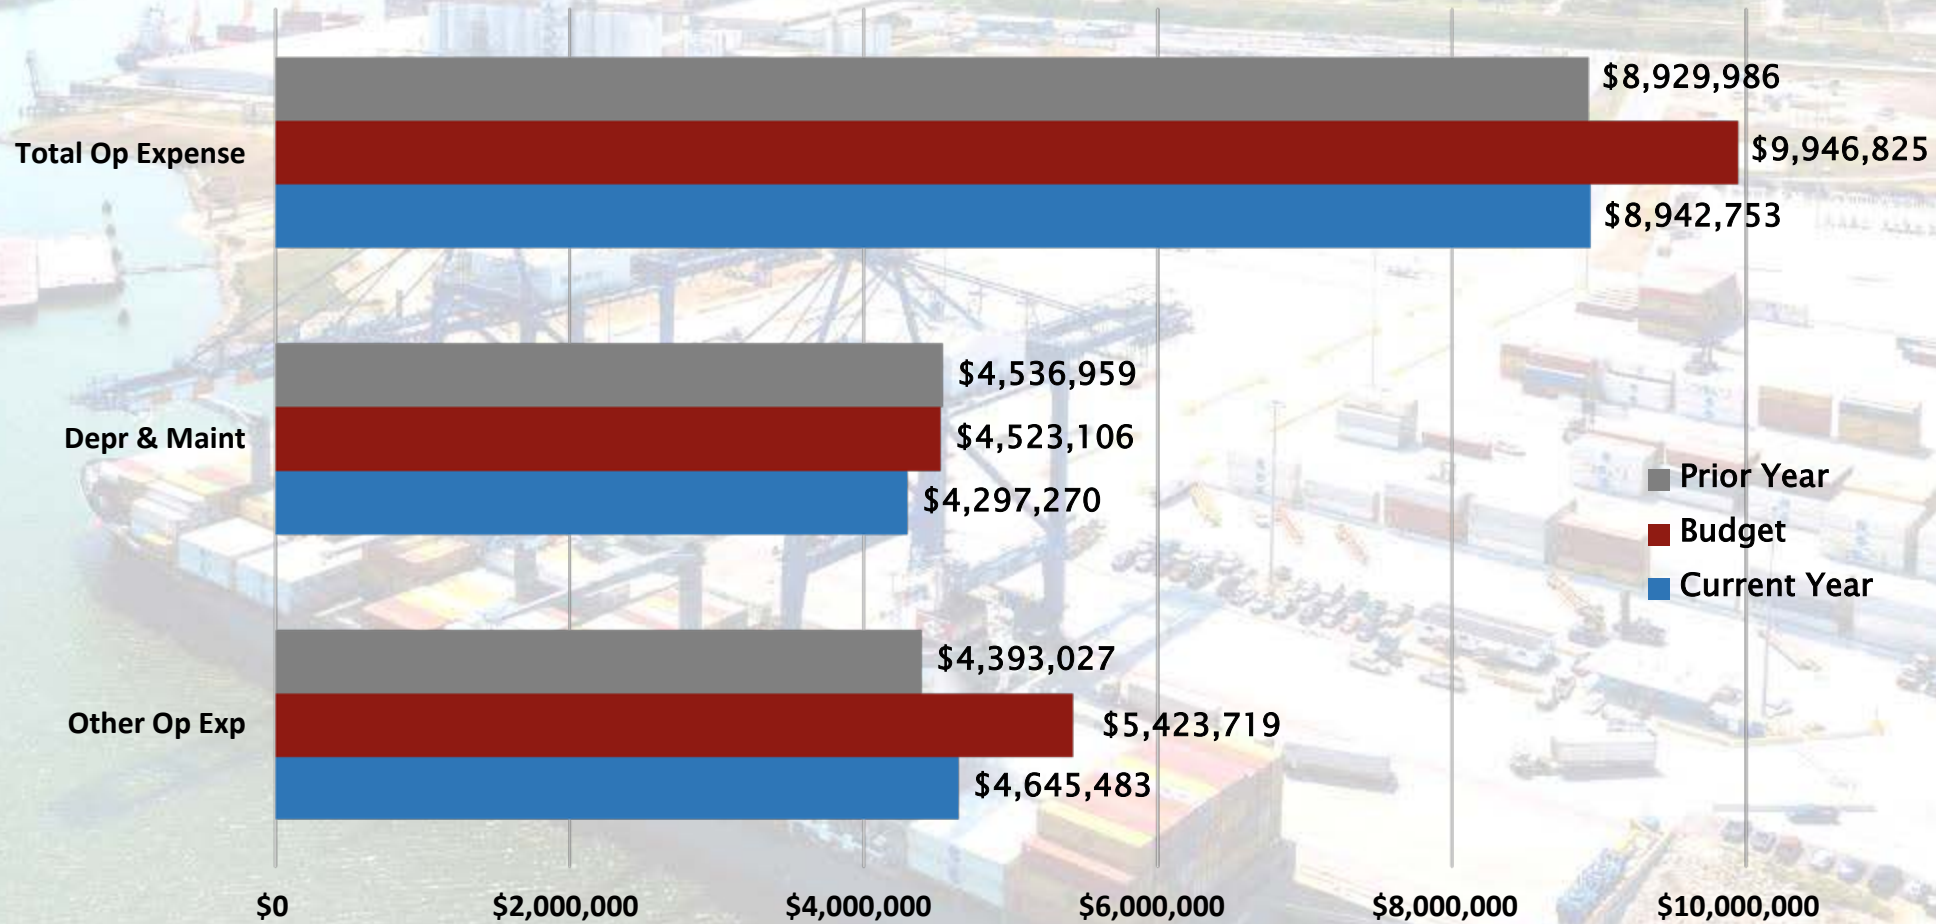 $8,929,986
Total Op Expense
$9,946,825
$8,942,753
$4,536,959
Depr & Maint
$4,523,106
$4,297,270
Prior Year
Budget
Current Year
$4,393,027
Other Op Exp
$5,423,719
$4,645,483
$0 $2,000,000 $4,000,000 $6,000,000 $8,000,000 $10,000,000